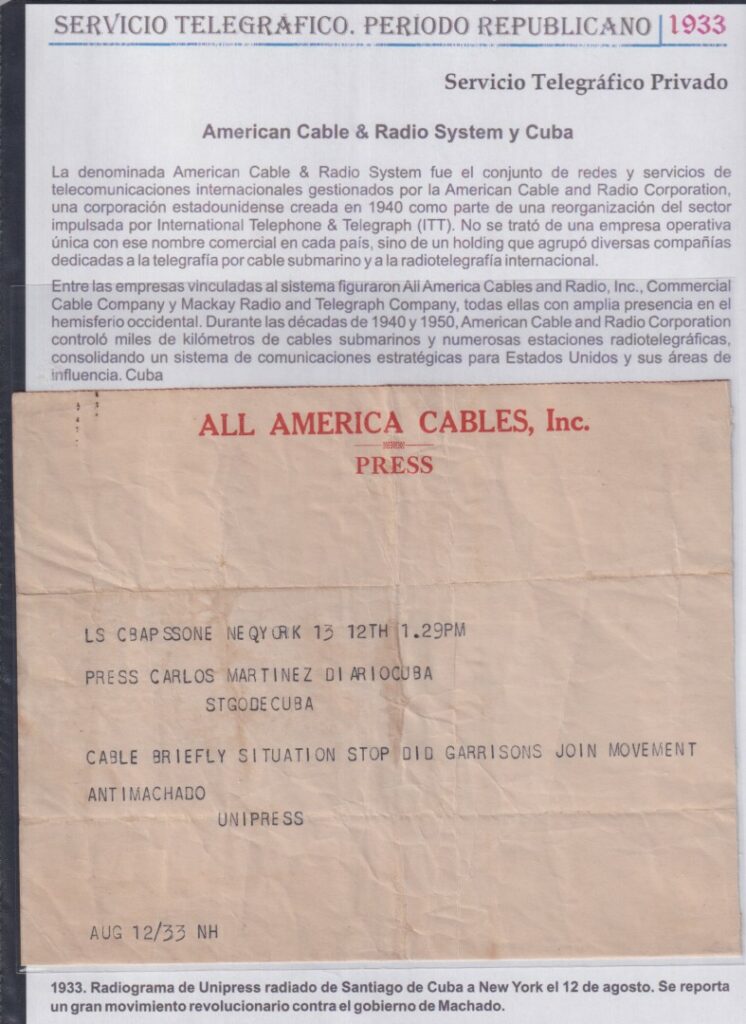 SERVICIO TELEGRÁFICO. PERÍODO REPUBLICANO 1933
Servicio Telegráfico Privado
American Cable & Radio System y Cuba
La denominada American Cable & Radio System fue el conjunto de redes y servicios de
telecomunicaciones internacionales gestionados por la American Cable and Radio Corporation,
una corporación estadounidense creada en 1940 como parte de una reorganización del sector
impulsada por International Telephone & Telegraph (ITT). No se trató de una empresa operativa
única con ese nombre comercial en cada país, sino de un holding que agrupó diversas compañías
dedicadas a la telegrafía por cable submarino y a la radiotelegrafía internacional.
Entre las empresas vinculadas al sistema figuraron All America Cables and Radio, Inc., Commercial
Cable Company y Mackay Radio and Telegraph Company, todas ellas con amplia presencia en el
hemisferio occidental. Durante las décadas de 1940 y 1950, American Cable and Radio Corporation
controló miles de kilómetros de cables submarinos y numerosas estaciones radiotelegráficas,
consolidando un sistema de comunicaciones estratégicas para Estados Unidos y sus áreas de
influencia. Cuba
ALL AMERICA CABLES, Inc.
PRESS
LS CBAPSSONE NEQYORK 13 12TH 1.29PM
PRESS CARLOS MARTINEZ DIARIOCUBA
STGODECUBA
CABLE BRIEFLY SITUATION STOP DID GARRISONS JOIN MOVEMENT
ANTIMACHADO
UNIPRESS
AUG 12/33 NH
1933. Radiograma de Unipress radiado de Santiago de Cuba a New York el 12 de agosto. Se reporta
un gran movimiento revolucionario contra el gobierno de Machado.